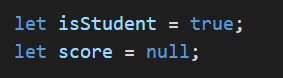 let isStudent = true;
let score = null;